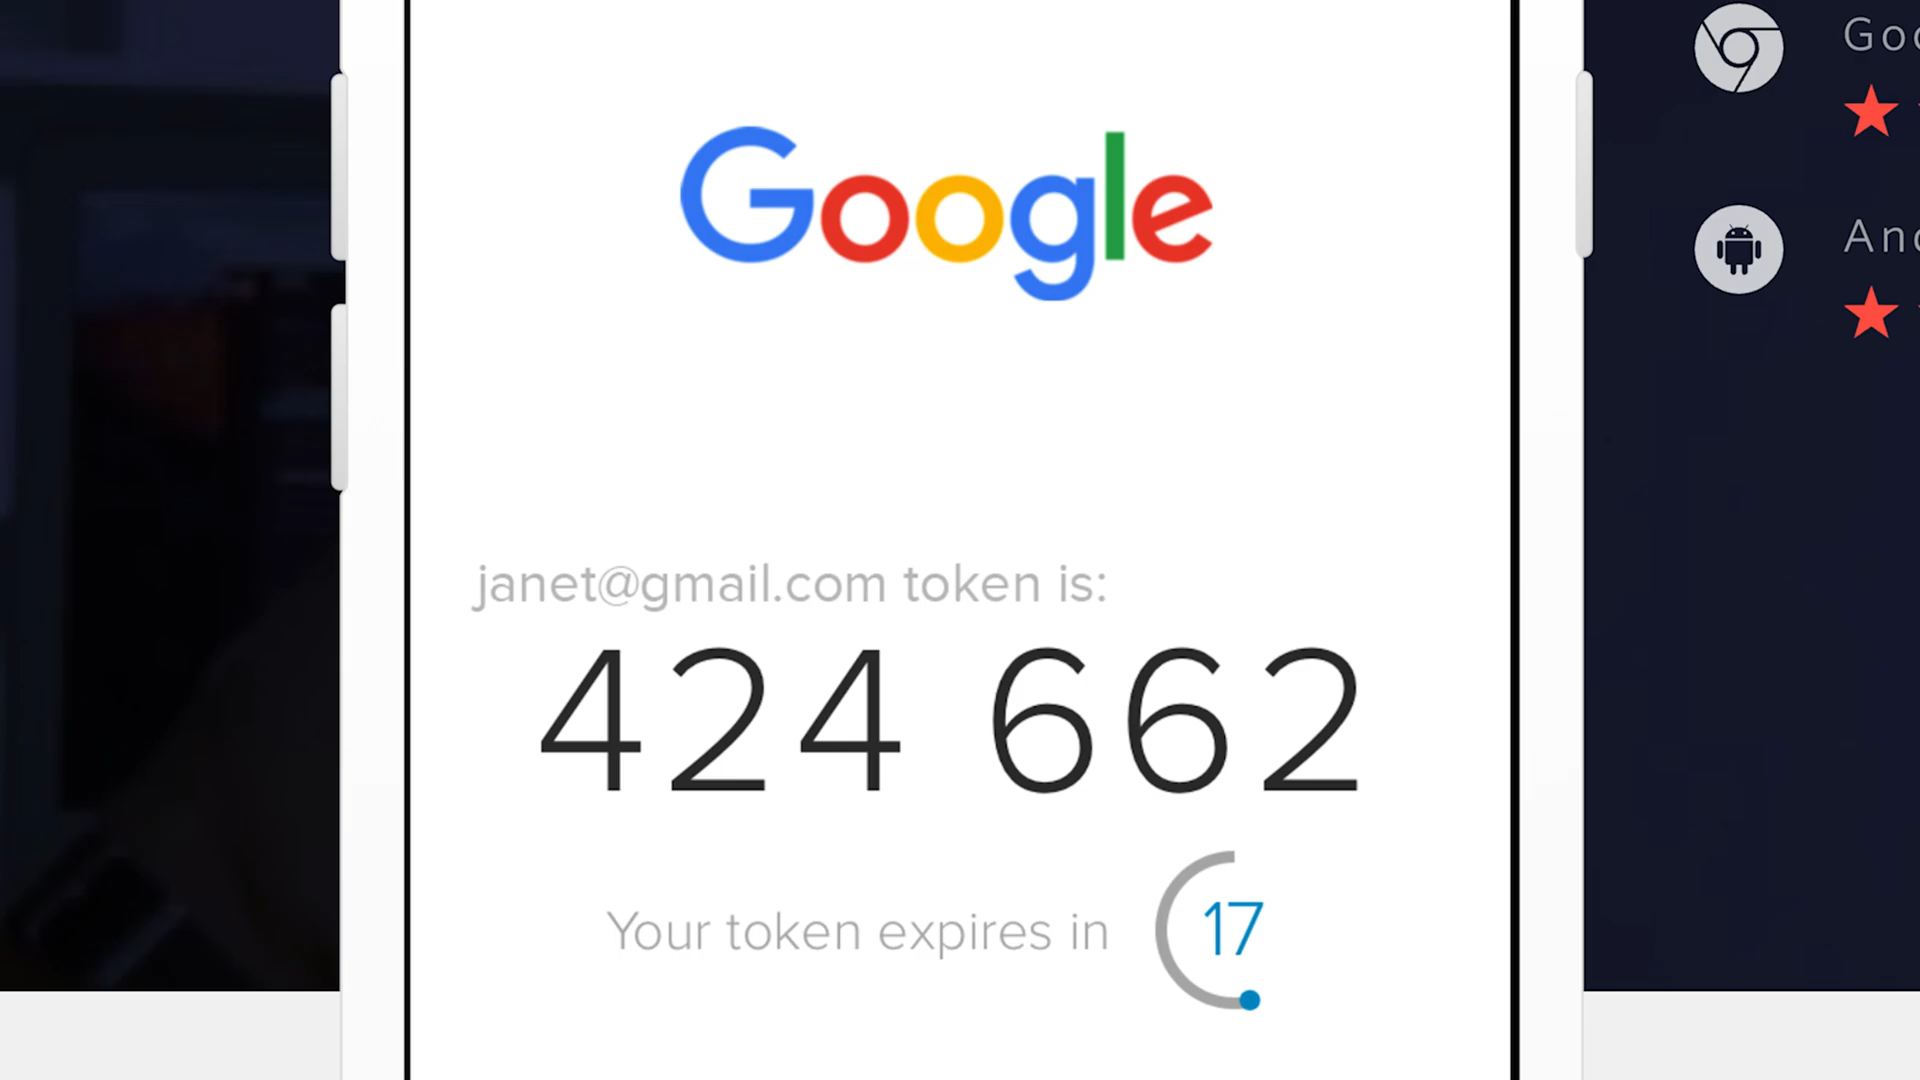 Google
janet@gmail.com token is:
424 662
Your token expires in
17